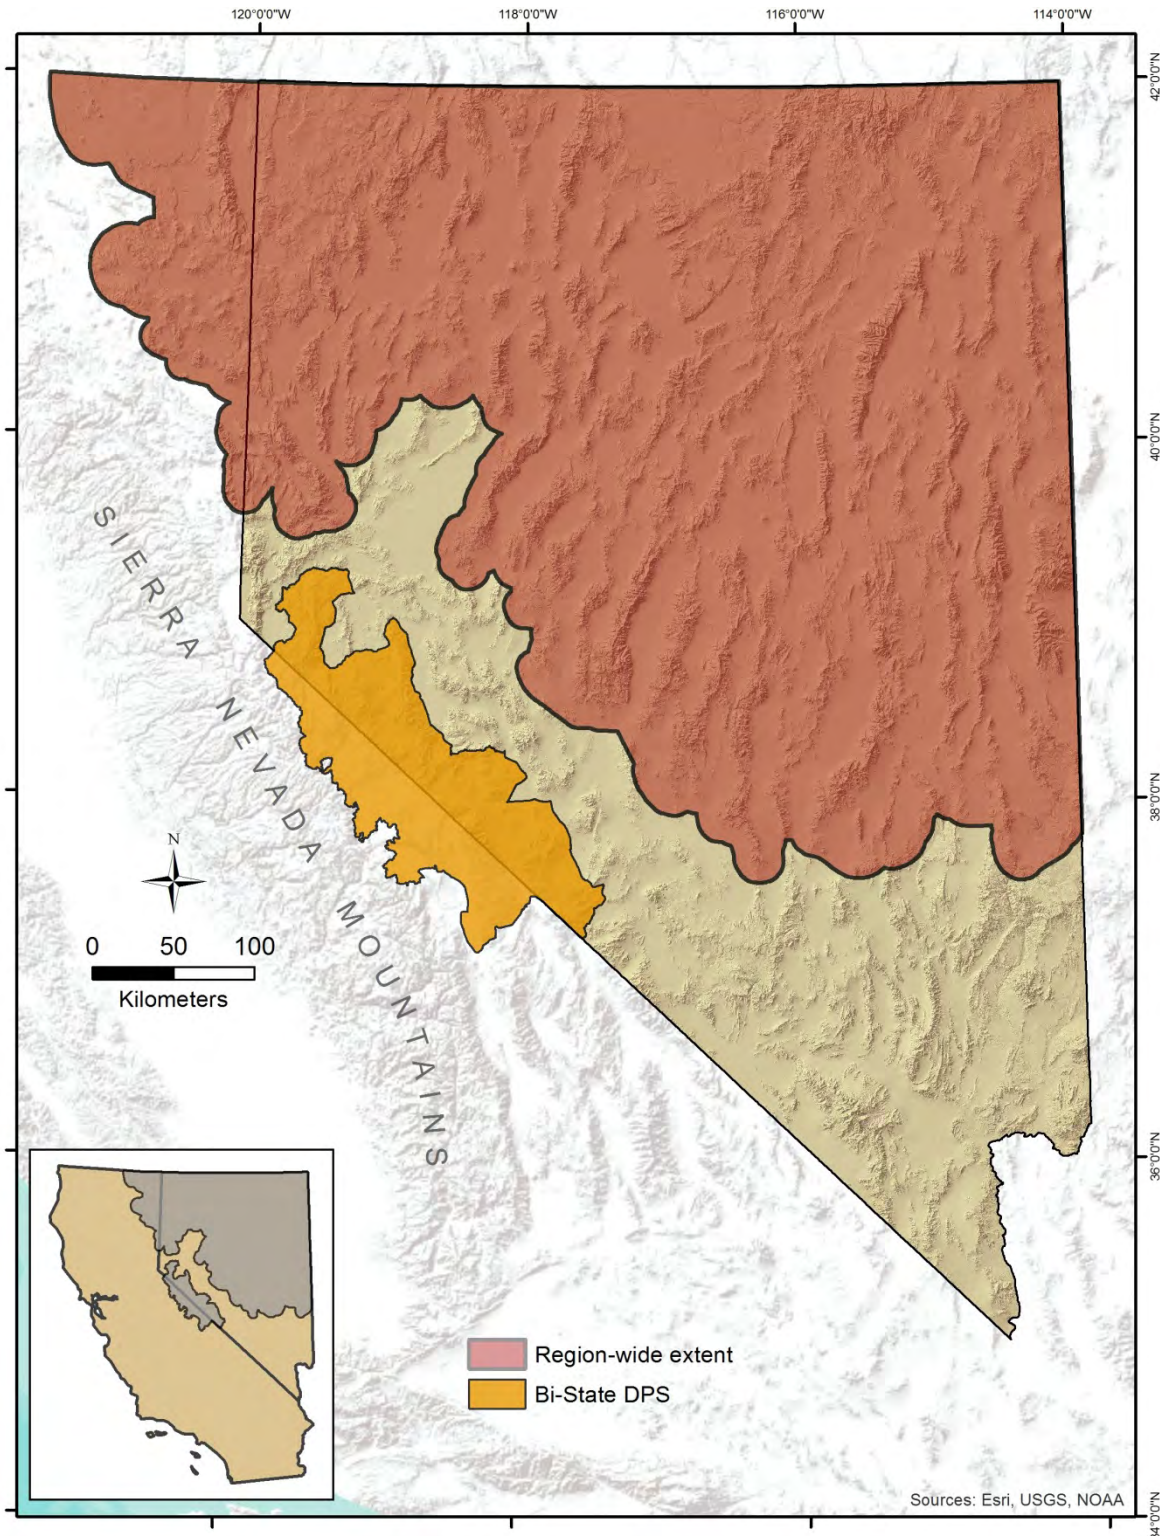 120°0'0"W
118°0'0"W
116°0'0"W
114°0'0"W
42°0'0"N
40°0'0"N
38°0'0"N
36°0'0"N
34°0'0"N
SIERRA NEVADA MOUNTAINS
N
0 50 100
Kilometers
Region-wide extent
Bi-State DPS
Sources: Esri, USGS, NOAA